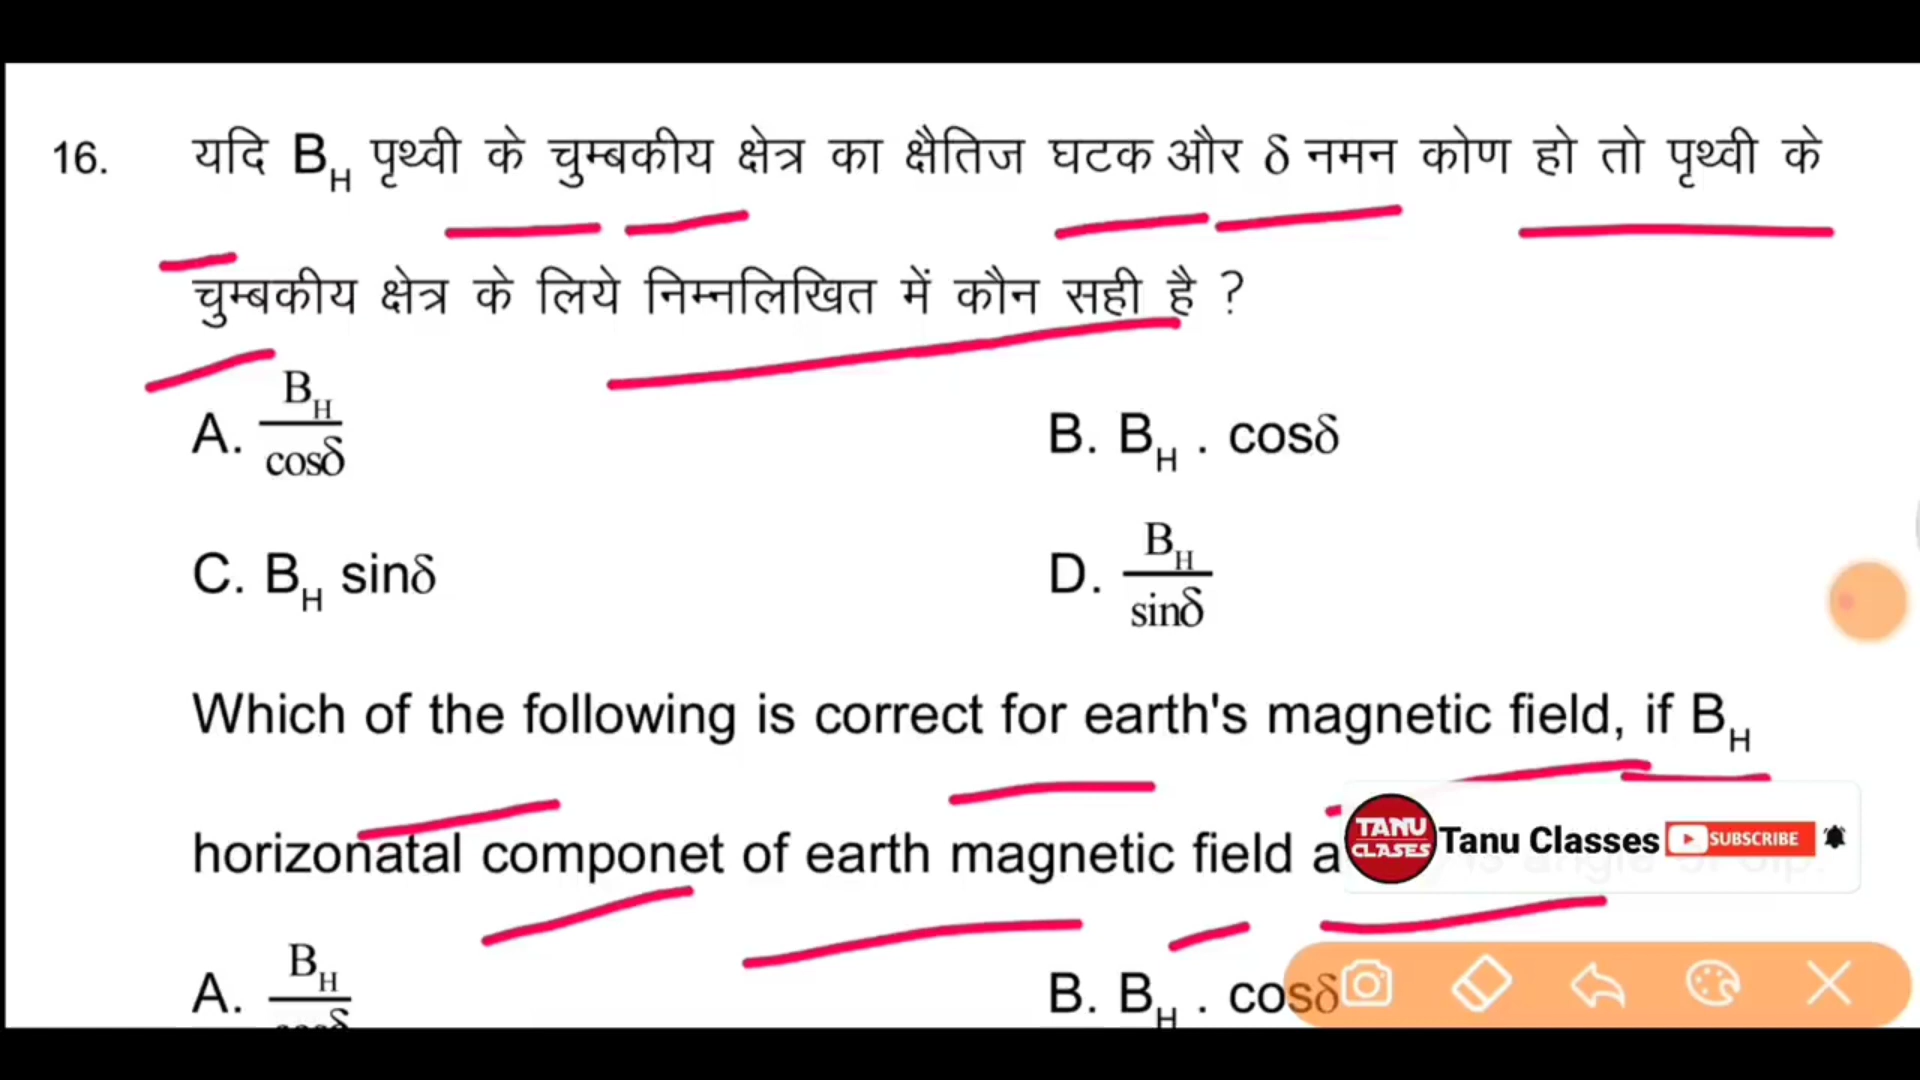 16. यदि B_H पृथ्वी के चुम्बकीय क्षेत्र का क्षैतिज घटक और δ नमन कोण हो तो पृथ्वी के
चुम्बकीय क्षेत्र के लिये निम्नलिखित में कौन सही है ?
A. B_H / cosδ B. B_H . cosδ
C. B_H sinδ D. B_H / sinδ
Which of the following is correct for earth's magnetic field, if B_H
horizonatal componet of earth magnetic field
TANU CLASES Tanu Classes SUBSCRIBE
A. B_H B. B_H . cosδ